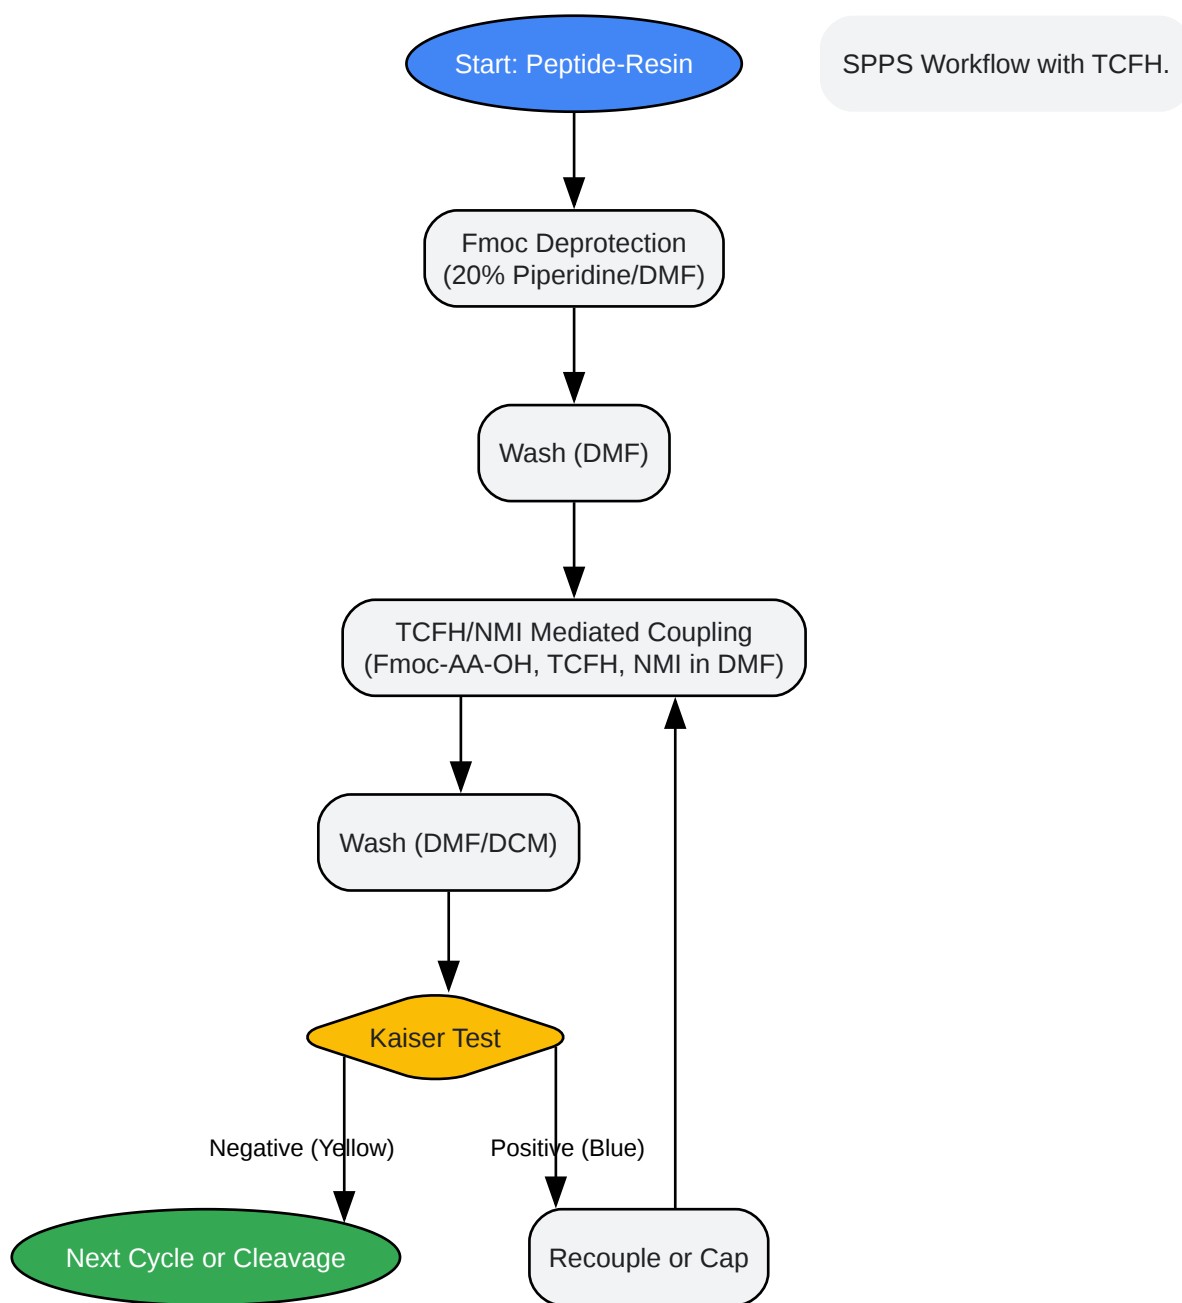 Start: Peptide-Resin
SPPS Workflow with TCFH.
Fmoc Deprotection
(20% Piperidine/DMF)
Wash (DMF)
TCFH/NMI Mediated Coupling
(Fmoc-AA-OH, TCFH, NMI in DMF)
Wash (DMF/DCM)
Kaiser Test
Negative (Yellow)
Positive (Blue)
Next Cycle or Cleavage
Recouple or Cap